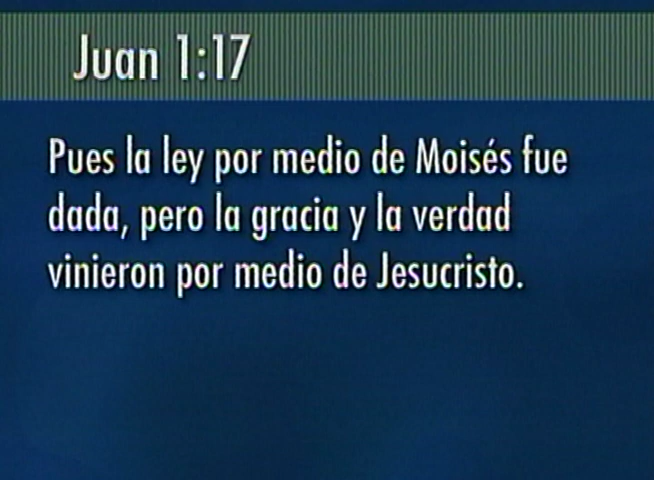 Juan 1:17
Pues la ley por medio de Moisés fue
dada, pero la gracia y la verdad
vinieron por medio de Jesucristo.